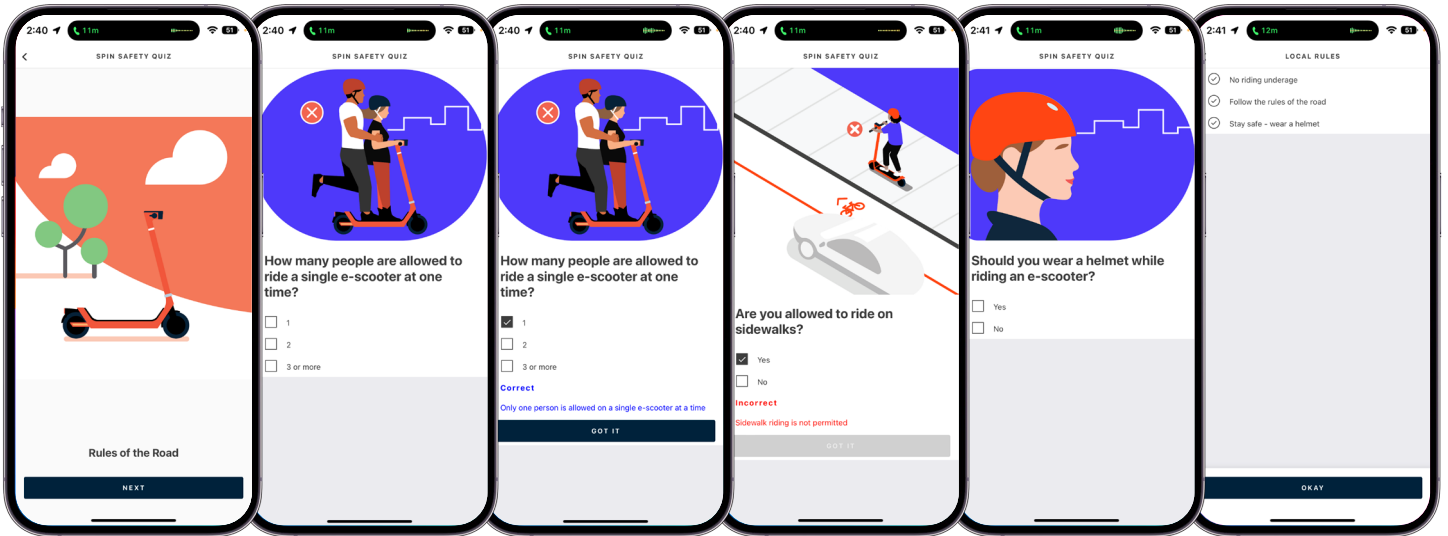 2:40
11m
51
SPIN SAFETY QUIZ
Rules of the Road
NEXT
2:40
11m
51
SPIN SAFETY QUIZ
How many people are allowed to
ride a single e-scooter at one
time?
1
2
3 or more
2:40
11m
51
SPIN SAFETY QUIZ
How many people are allowed to
ride a single e-scooter at one
time?
1
2
3 or more
Correct
Only one person is allowed on a single e-scooter at a time
GOT IT
2:40
11m
51
SPIN SAFETY QUIZ
Are you allowed to ride on
sidewalks?
Yes
No
Incorrect
Sidewalk riding is not permitted
GOT IT
2:41
11m
51
SPIN SAFETY QUIZ
Should you wear a helmet while
riding an e-scooter?
Yes
No
2:41
12m
51
LOCAL RULES
No riding underage
Follow the rules of the road
Stay safe - wear a helmet
OKAY